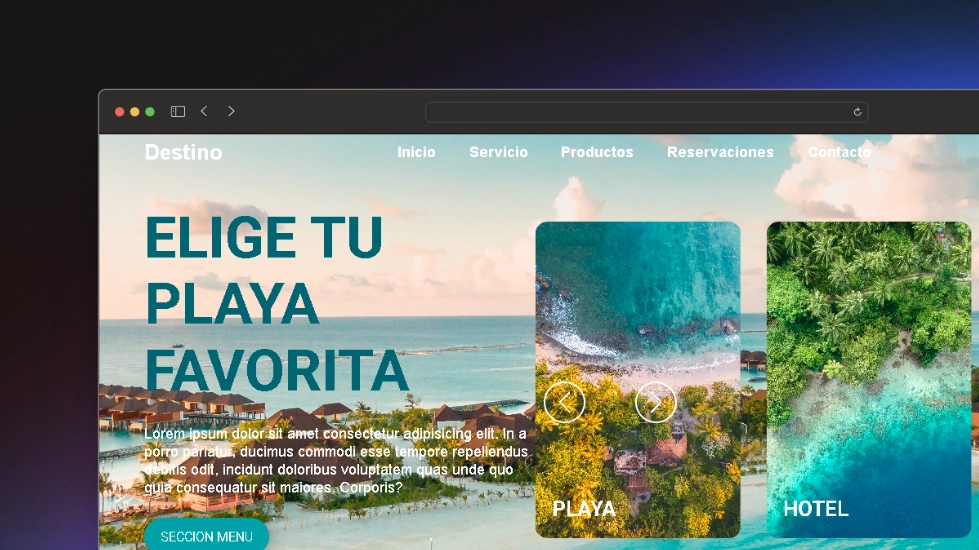 Destino
Inicio Servicio Productos Reservaciones Contacto
ELIGE TU
PLAYA
FAVORITA
Lorem ipsum dolor sit amet consectetur adipisicing elit. In a
porro pariatur, ducimus commodi esse tempore repellendus
debitis odit, incidunt doloribus voluptatem quas unde quo
quia consequatur sit maiores. Corporis?
SECCION MENU
PLAYA
HOTEL